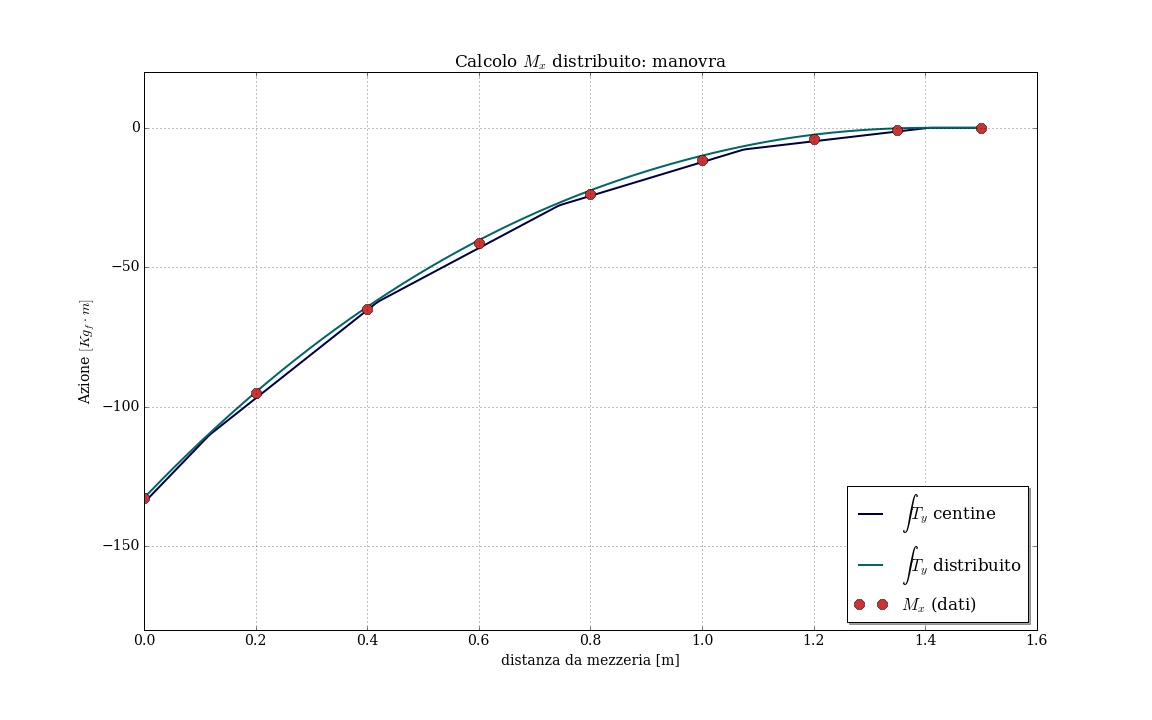 Calcolo $M_x$ distribuito: manovra
Azione $[Kg_f \cdot m]$
0
−50
−100
−150
0.0 0.2 0.4 0.6 0.8 1.0 1.2 1.4 1.6
distanza da mezzeria [m]
$\int T_y$ centine
$\int T_y$ distribuito
$M_x$ (dati)